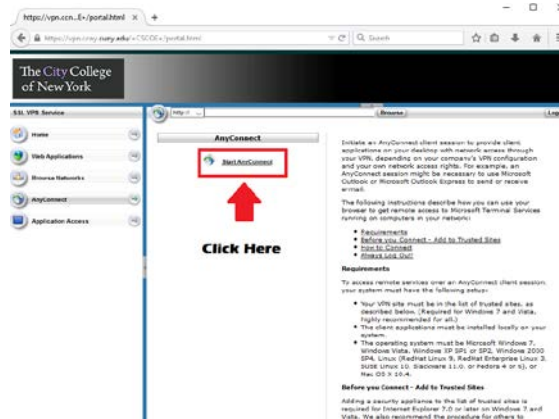 https://vpn.ccn...E+/portal.html
https://vpn.ccny.cuny.edu/+CSCOE+/portal.html
Search
The City College
of New York
SSL VPN Service
http://
Browse
Log
Home
Web Applications
Browse Networks
AnyConnect
Application Access
AnyConnect
Start AnyConnect
Click Here
Initiate an AnyConnect client session to provide client
applications on your desktop with network access through
your VPN, depending on your company's VPN configuration
and your own network access rights. For example, an
AnyConnect session might be necessary to use Microsoft
Outlook or Microsoft Outlook Express to send or receive
email.
The following instructions describe how you can use your
browser to get remote access to Microsoft Terminal Services
running on computers in your network:
Requirements
Before you Connect - Add to Trusted Sites
How to Connect
Always Log Out!
Requirements
To access remote services over an AnyConnect client session,
your system must have the following setup:
Your VPN site must be in the list of trusted sites, as
described below. (Required for Windows 7 and Vista,
highly recommended for all.)
The client applications must be installed locally on your
system.
The operating system must be Microsoft Windows 7,
Windows Vista, Windows XP SP1 or SP2, Windows 2000
SP4, Linux (RedHat Linux 9, RedHat Enterprise Linux 3,
SUSE Linux 10, Slackware 11.0, or Fedora 4 or 6), or
Mac OS X 10.4.
Before you Connect - Add to Trusted Sites
Adding a security appliance to the list of trusted sites is
required for Internet Explorer 7.0 or later on Windows 7 and
Vista. We also recommend the procedure for others to